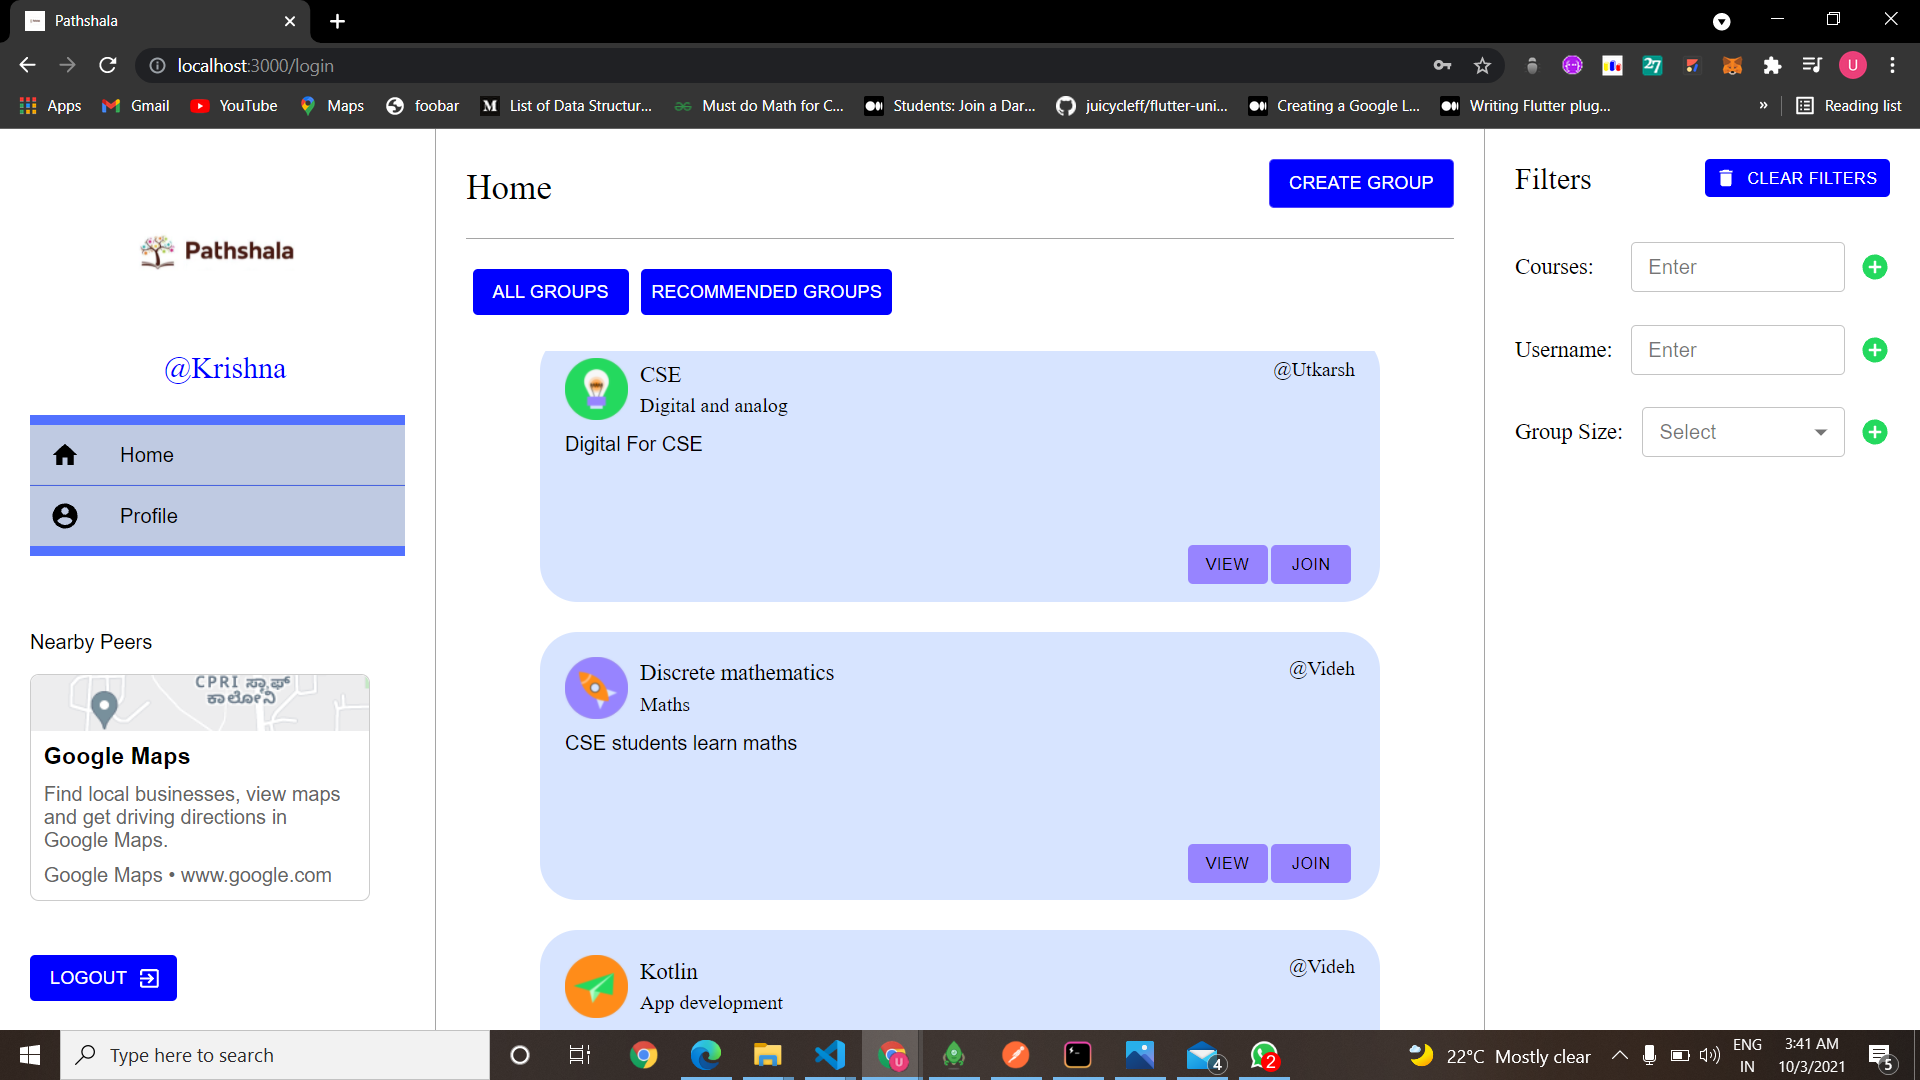 Pathshala
localhost:3000/login
U
Apps
Gmail
YouTube
Maps
foobar
M
List of Data Structur...
Must do Math for C...
Students: Join a Dar...
juicycleff/flutter-uni...
Creating a Google L...
Writing Flutter plug...
»
Reading list
27
Pathshala
@Krishna
Home
Profile
Nearby Peers
CPRI ಸ್ಟಾಫ್
ಕಾಲೋನಿ
Google Maps
Find local businesses, view maps
and get driving directions in
Google Maps.
Google Maps • www.google.com
LOGOUT
Home
CREATE GROUP
ALL GROUPS
RECOMMENDED GROUPS
CSE
@Utkarsh
Digital and analog
Digital For CSE
VIEW
JOIN
Discrete mathematics
@Videh
Maths
CSE students learn maths
VIEW
JOIN
Kotlin
@Videh
App development
Filters
CLEAR FILTERS
Courses:
Enter
Username:
Enter
Group Size:
Select
Type here to search
U
4
2
22°C Mostly clear
ENG
IN
3:41 AM
10/3/2021
5